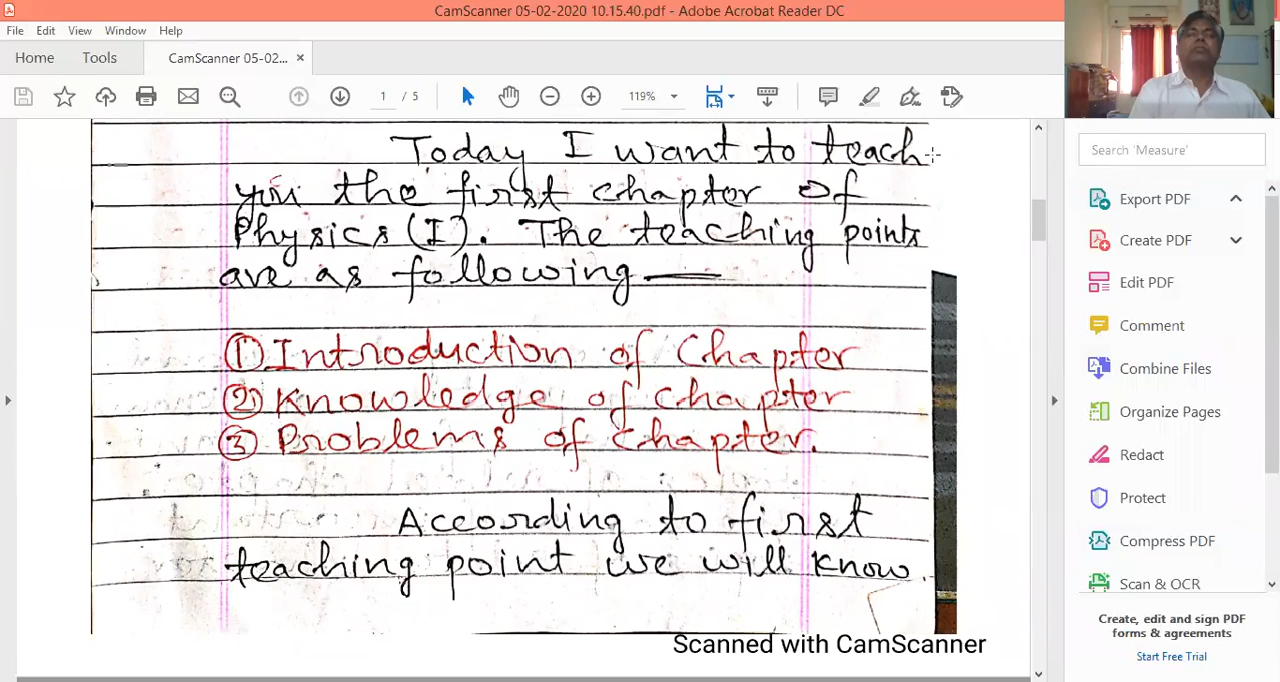 CamScanner 05-02-2020 10.15.40.pdf - Adobe Acrobat Reader DC
File Edit View Window Help
Home Tools CamScanner 05-02... ×
1 / 5 119%
Today I want to teach
you the first chapter of
Physics (I). The teaching points
are as following —
① Introduction of Chapter
② Knowledge of Chapter
③ Problems of Chapter.
According to first
teaching point we will know.
Scanned with CamScanner
Search 'Measure'
Export PDF
Create PDF
Edit PDF
Comment
Combine Files
Organize Pages
Redact
Protect
Compress PDF
Scan & OCR
Create, edit and sign PDF
forms & agreements
Start Free Trial